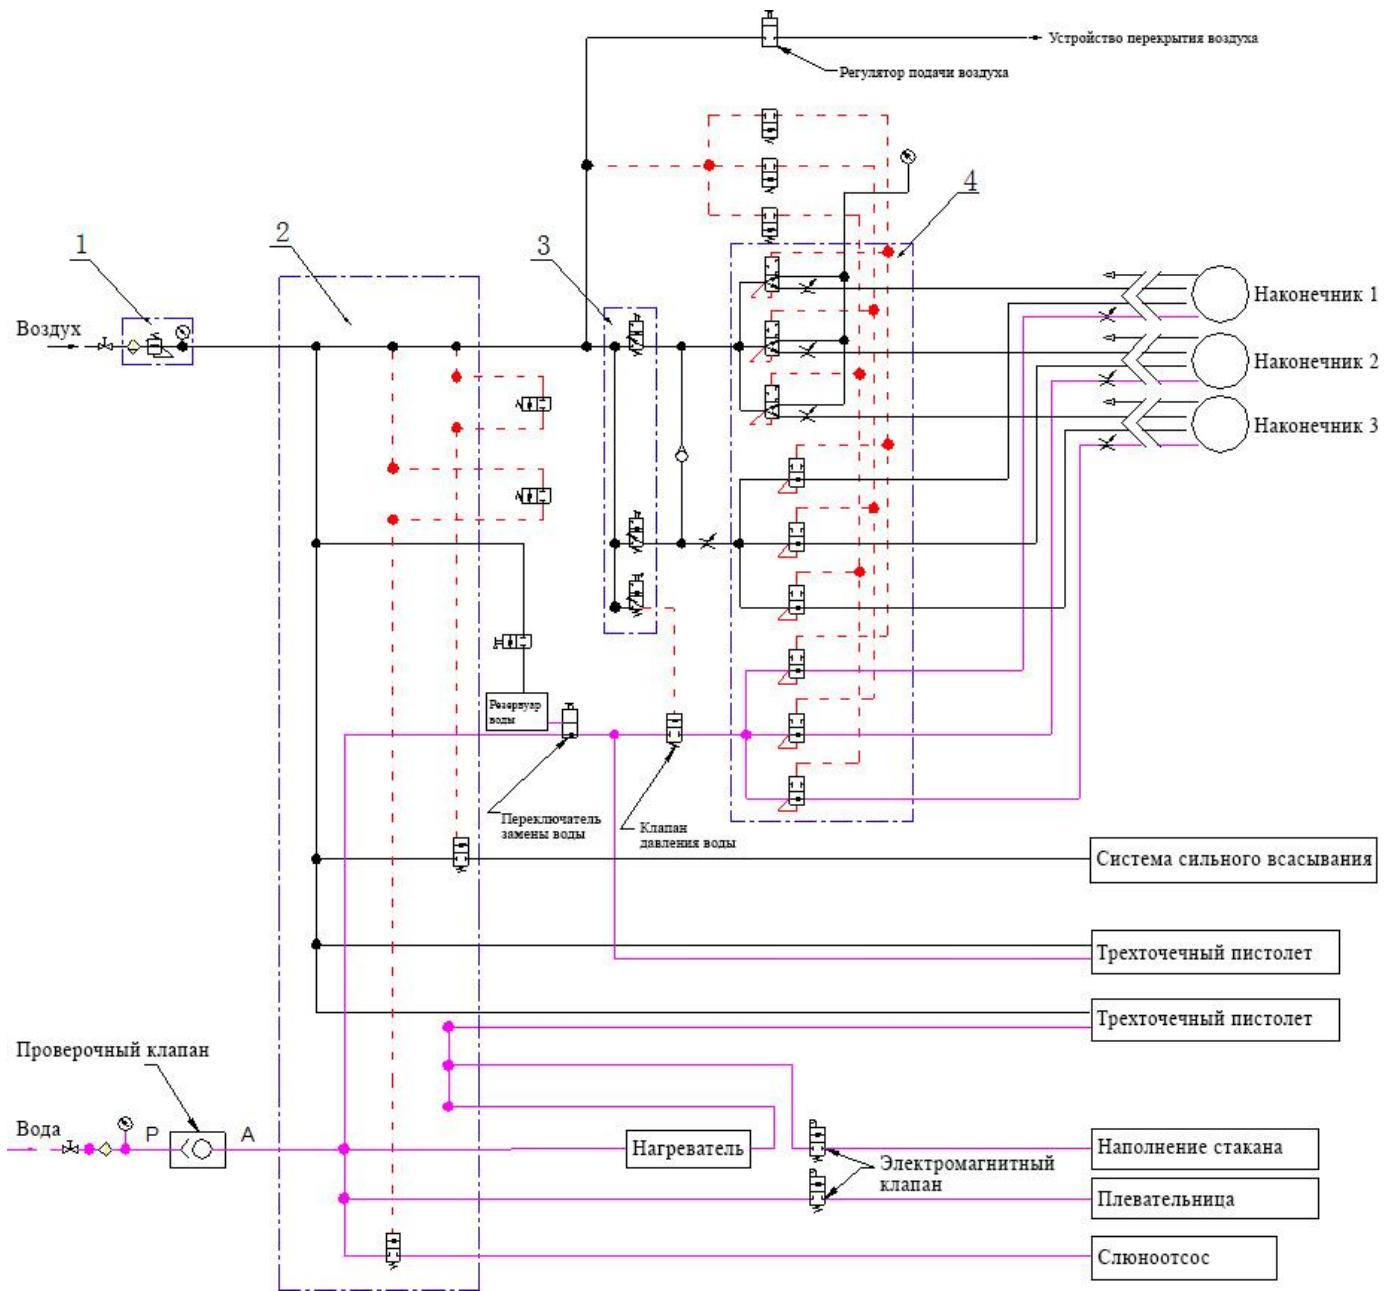 Устройство перекрытия воздуха
Регулятор подачи воздуха
4
1
2
3
Воздух
Наконечник 1
Наконечник 2
Наконечник 3
Резервуар
воды
Переключатель
замены воды
Клапан
давления воды
Система сильного всасывания
Трехточечный пистолет
Трехточечный пистолет
Проверочный клапан
Вода
P
A
Нагреватель
Электромагнитный
клапан
Наполнение стакана
Плевательница
Слюноотсос